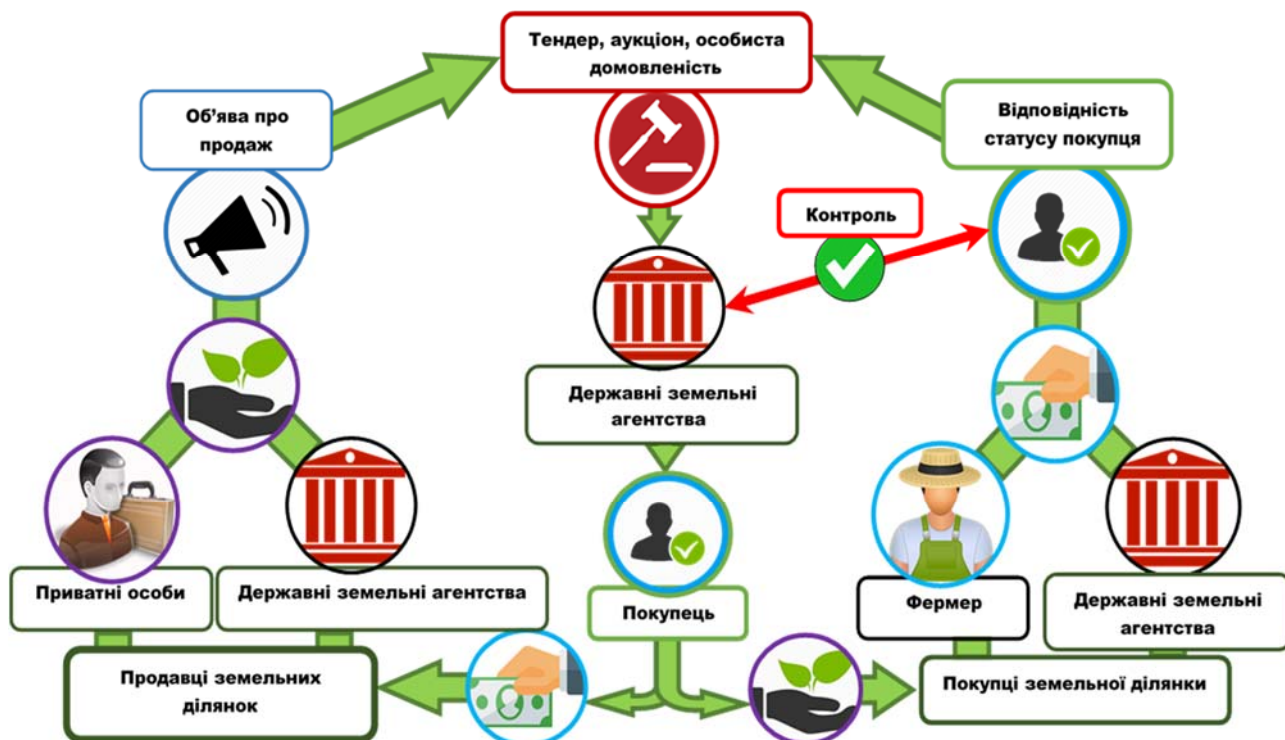 Тендер, аукціон, особиста
домовленість
Об’ява про
продаж
Відповідність
статусу покупця
Контроль
Державні земельні
агентства
Приватні особи
Державні земельні агентства
Покупець
Фермер
Державні земельні
агентства
Продавці земельних
ділянок
Покупці земельної ділянки